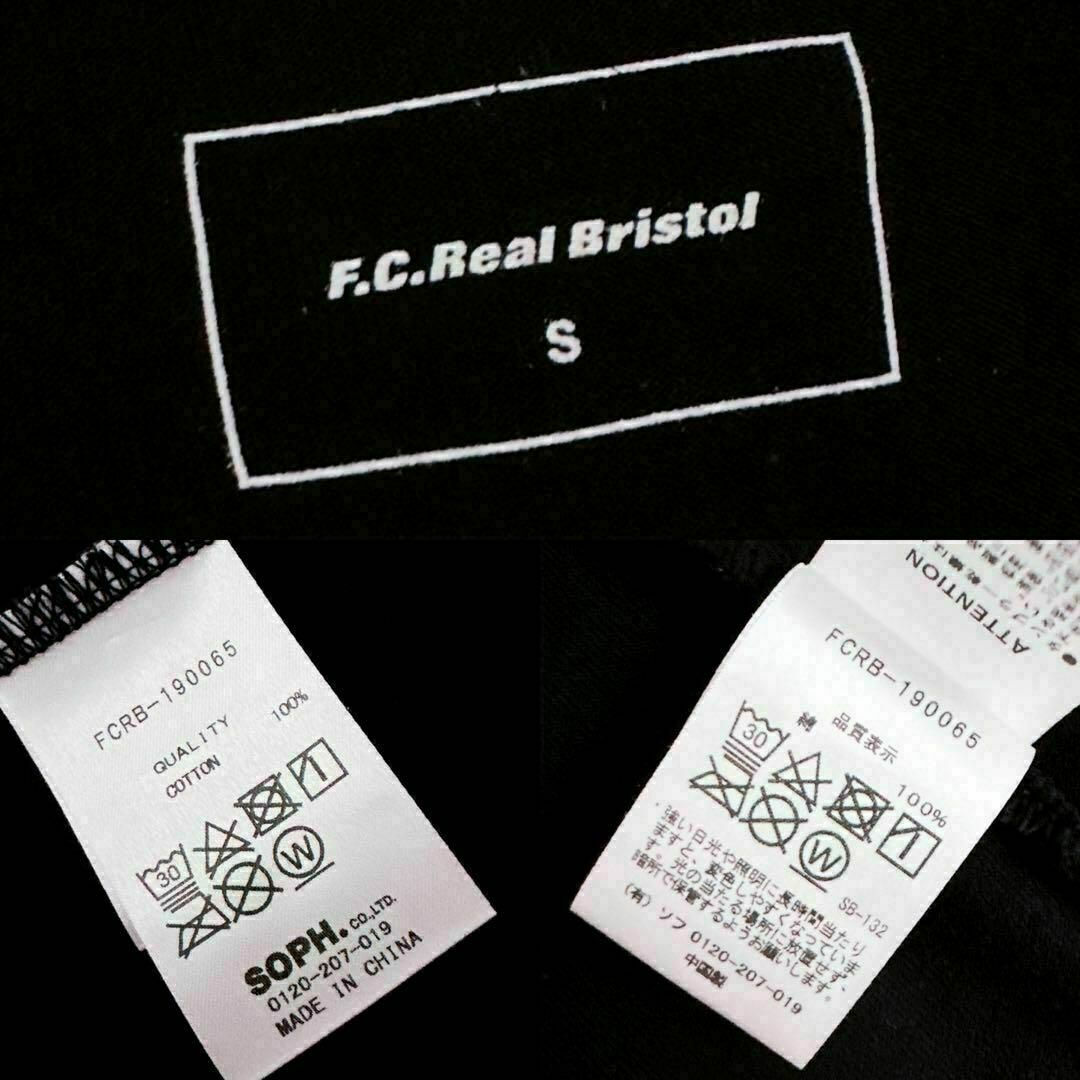 F.C.Real Bristol
S
FCRB-190065
QUALITY
COTTON 100%
30
W
SOPH.CO.,LTD.
0120-207-019
MADE IN CHINA
ATTENTION
FCRB-190065
品質表示
綿 100%
30
W
SB-132
強い日光や照明に長時間当たり
ますと、変色しやすくなっていま
す。光の当たる場所に放置せず、
暗所で保管するようお願いします。
(有)ソフ 0120-207-019
中国製